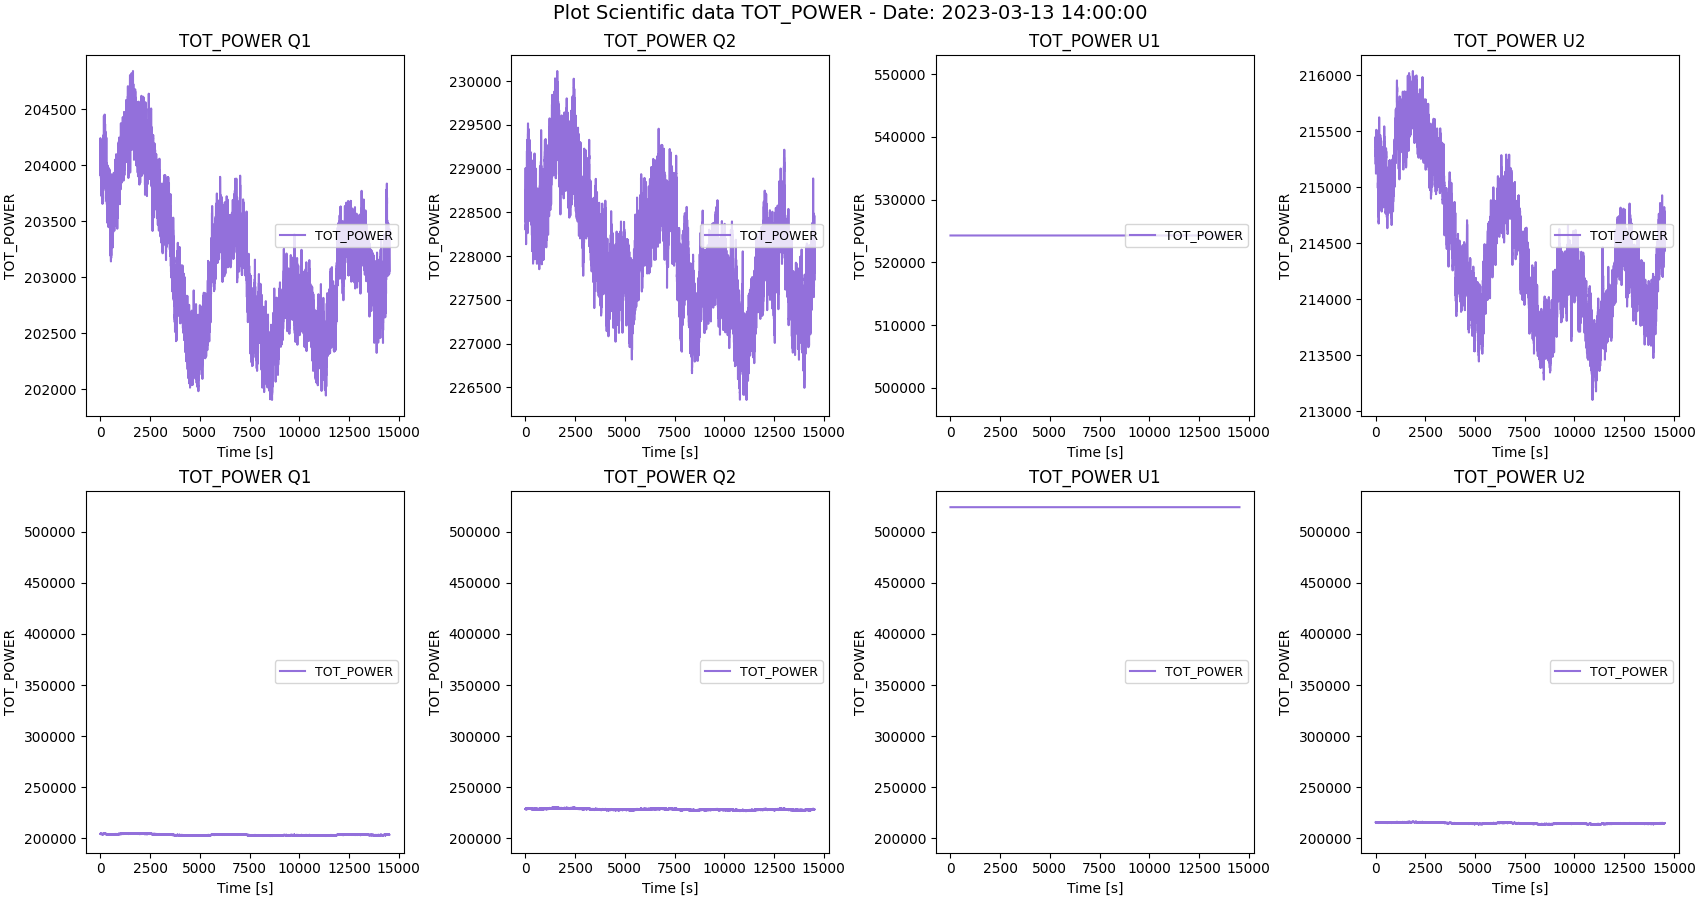 Plot Scientific data TOT_POWER - Date: 2023-03-13 14:00:00
TOT_POWER Q1
TOT_POWER
204500
204000
203500
203000
202500
202000
TOT_POWER
0 2500 5000 7500 10000 12500 15000
Time [s]
TOT_POWER Q2
TOT_POWER
230000
229500
229000
228500
228000
227500
227000
226500
TOT_POWER
0 2500 5000 7500 10000 12500 15000
Time [s]
TOT_POWER U1
TOT_POWER
550000
540000
530000
520000
510000
500000
TOT_POWER
0 2500 5000 7500 10000 12500 15000
Time [s]
TOT_POWER U2
TOT_POWER
216000
215500
215000
214500
214000
213500
213000
TOT_POWER
0 2500 5000 7500 10000 12500 15000
Time [s]
TOT_POWER Q1
TOT_POWER
500000
450000
400000
350000
300000
250000
200000
TOT_POWER
0 2500 5000 7500 10000 12500 15000
Time [s]
TOT_POWER Q2
TOT_POWER
500000
450000
400000
350000
300000
250000
200000
TOT_POWER
0 2500 5000 7500 10000 12500 15000
Time [s]
TOT_POWER U1
TOT_POWER
500000
450000
400000
350000
300000
250000
200000
TOT_POWER
0 2500 5000 7500 10000 12500 15000
Time [s]
TOT_POWER U2
TOT_POWER
500000
450000
400000
350000
300000
250000
200000
TOT_POWER
0 2500 5000 7500 10000 12500 15000
Time [s]